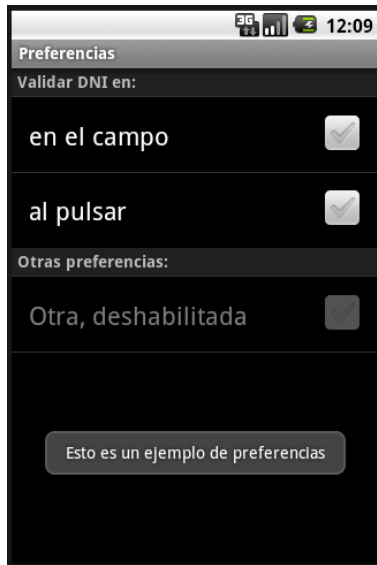 3G 12:09
Preferencias
Validar DNI en:
en el campo
al pulsar
Otras preferencias:
Otra, deshabilitada
Esto es un ejemplo de preferencias